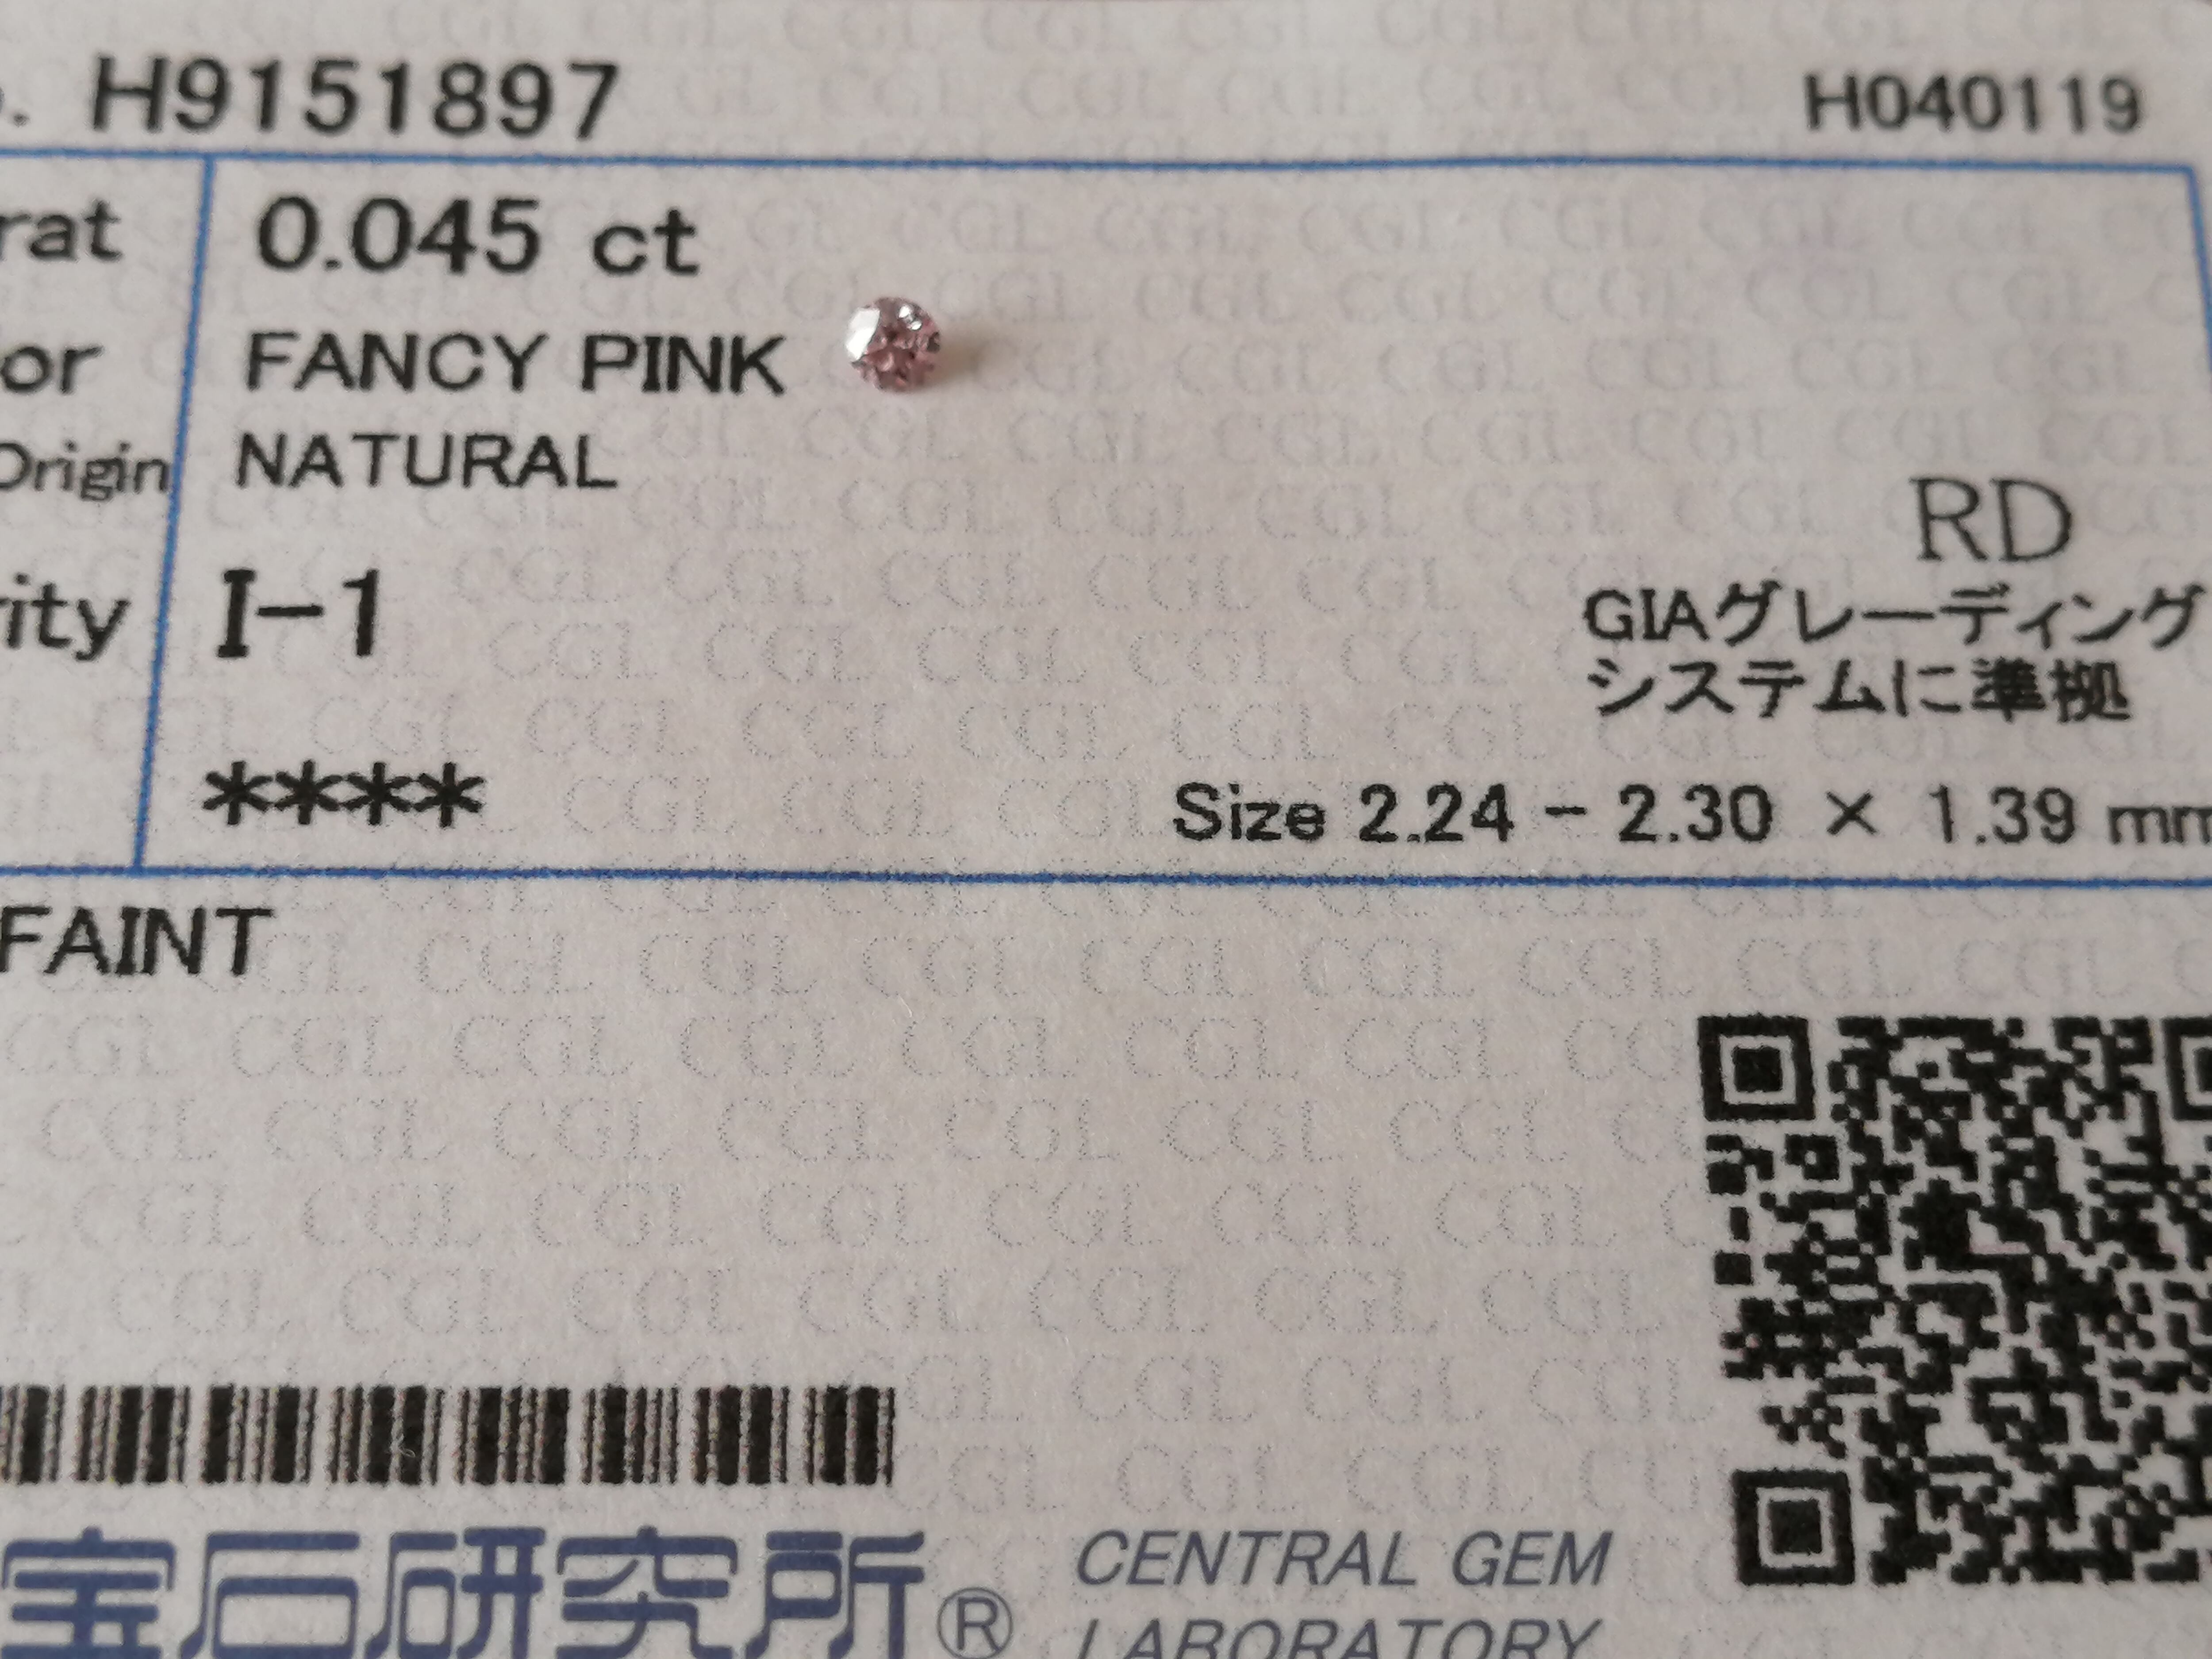 . H9151897
H040119
rat
0.045 ct
or
FANCY PINK
Origin
NATURAL
RD
rity
I-1
GIAグレーディング
システムに準拠
****
Size 2.24 - 2.30 × 1.39 mm
FAINT
宝石研究所®
CENTRAL GEM
LABORATORY